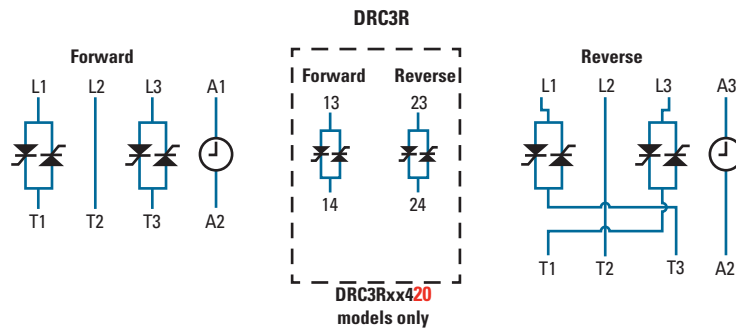 DRC3R
Forward
L1 L2 L3 A1
T1 T2 T3 A2
Forward Reverse
13 23
14 24
DRC3Rxx420
models only
Reverse
L1 L2 L3 A3
T1 T2 T3 A2